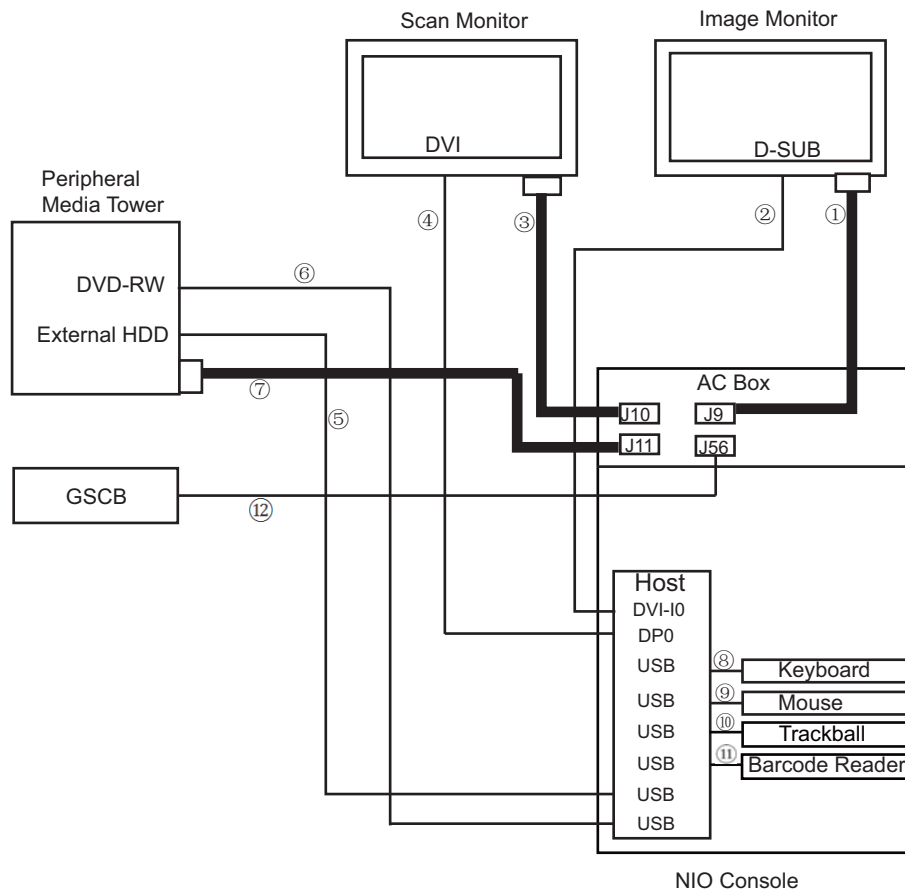 Scan Monitor
Image Monitor
DVI
D-SUB
Peripheral
Media Tower
④
③
②
①
DVD-RW
⑥
External HDD
⑦
⑤
AC Box
J10
J9
J11
J56
GSCB
⑫
Host
DVI-I0
DP0
USB
⑧
Keyboard
USB
⑨
Mouse
USB
⑩
Trackball
USB
⑪
Barcode Reader
USB
USB
NIO Console